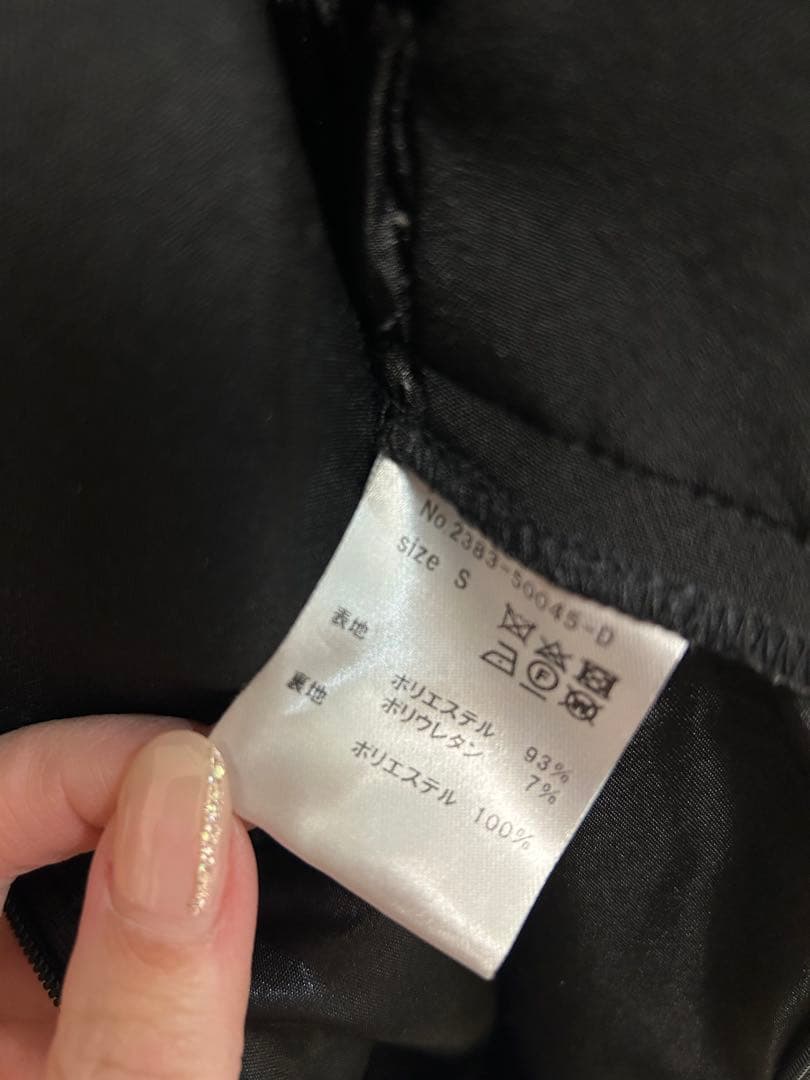 No 2383-50045-D
size S
表地
ポリエステル 93%
ポリウレタン 7%
裏地
ポリエステル 100%